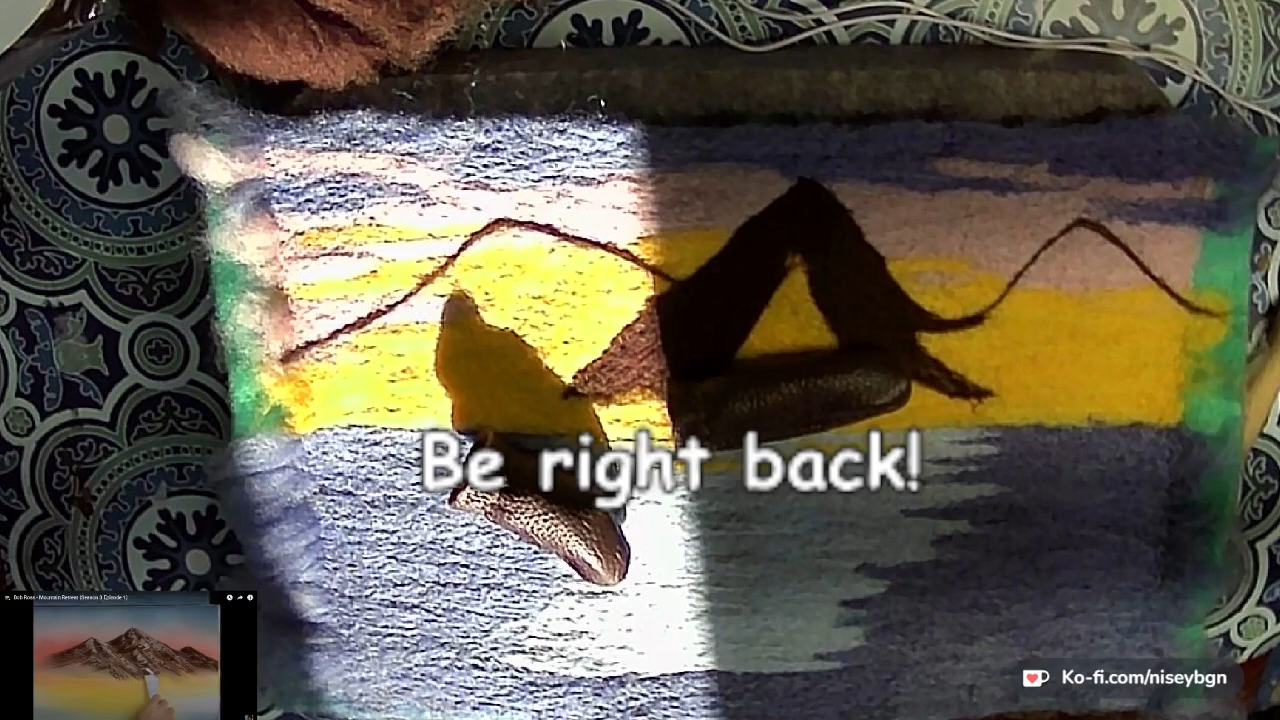 Be right back!
Bob Ross - Mountain Retreat (Season 3 Episode 1)
Ko-fi.com/niseybgn